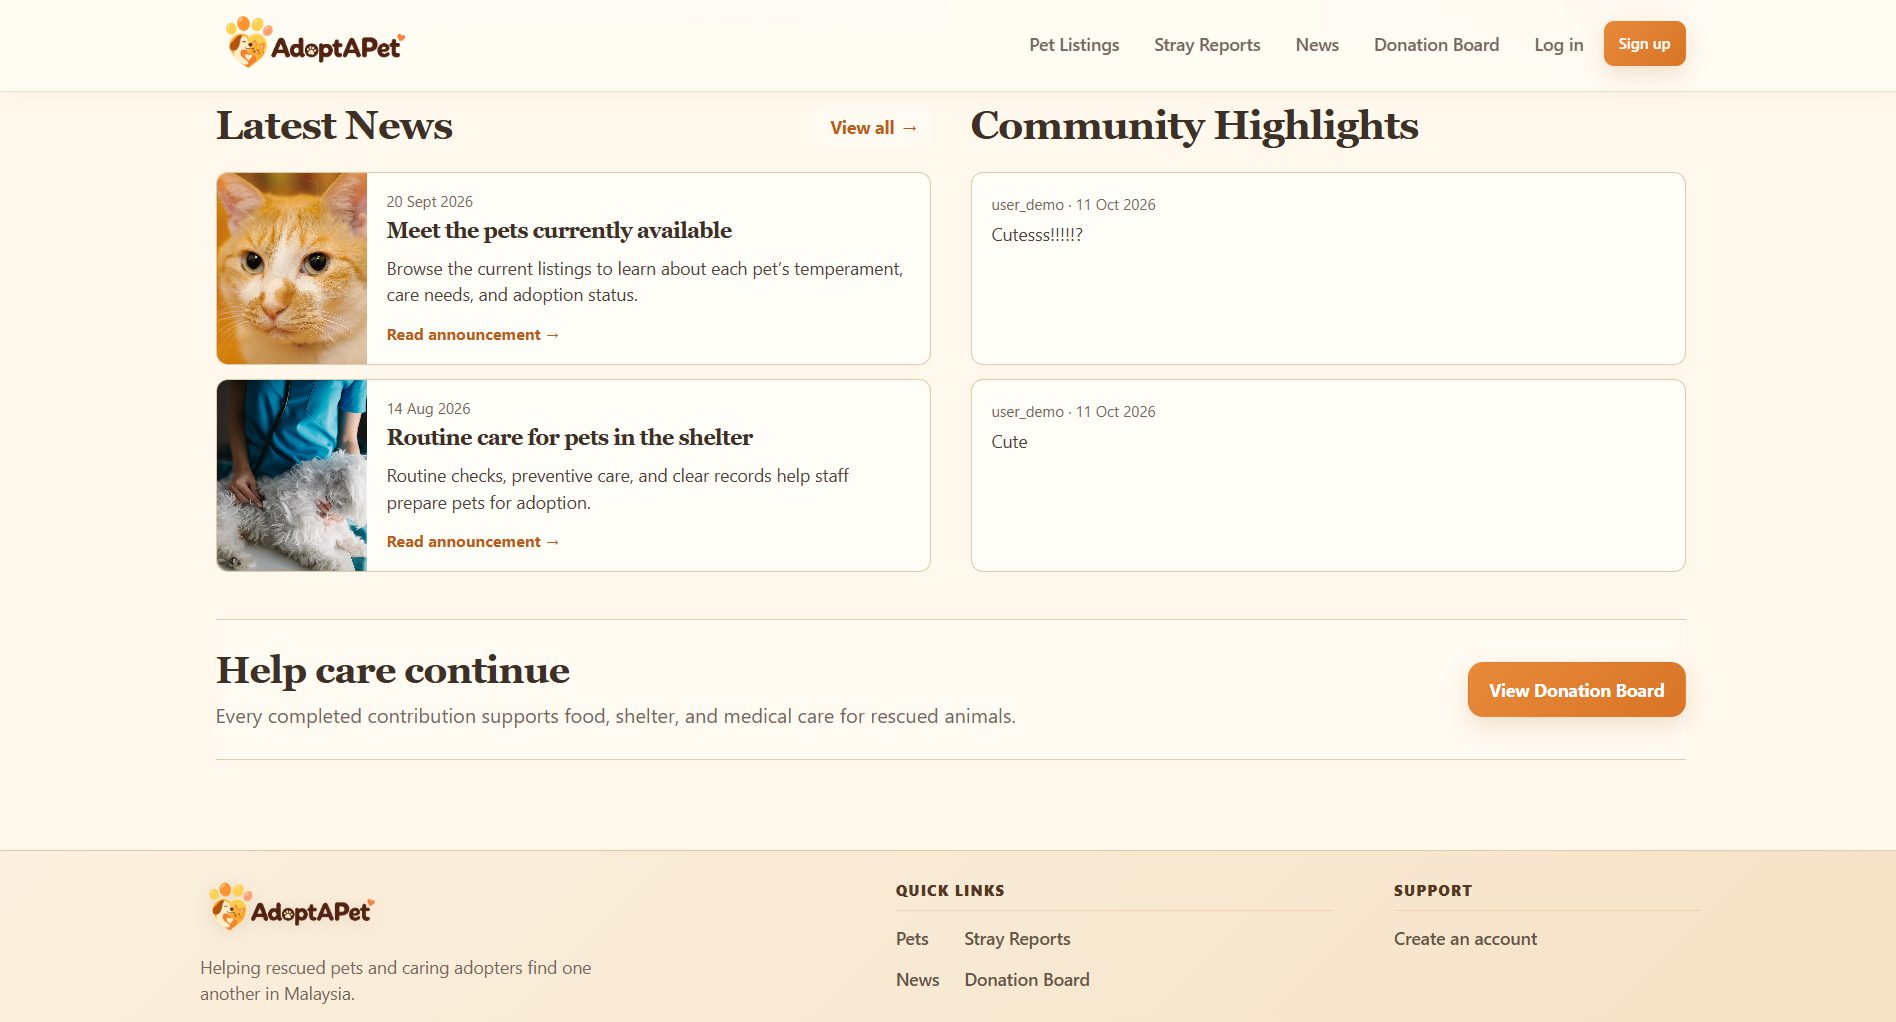 AdoptAPet
Pet Listings
Stray Reports
News
Donation Board
Log in
Sign up
Latest News
View all →
20 Sept 2026
Meet the pets currently available
Browse the current listings to learn about each pet's temperament,
care needs, and adoption status.
Read announcement →
14 Aug 2026
Routine care for pets in the shelter
Routine checks, preventive care, and clear records help staff
prepare pets for adoption.
Read announcement →
Community Highlights
user_demo · 11 Oct 2026
Cutesss!!!!!?
user_demo · 11 Oct 2026
Cute
Help care continue
Every completed contribution supports food, shelter, and medical care for rescued animals.
View Donation Board
AdoptAPet
Helping rescued pets and caring adopters find one
another in Malaysia.
QUICK LINKS
Pets
Stray Reports
News
Donation Board
SUPPORT
Create an account